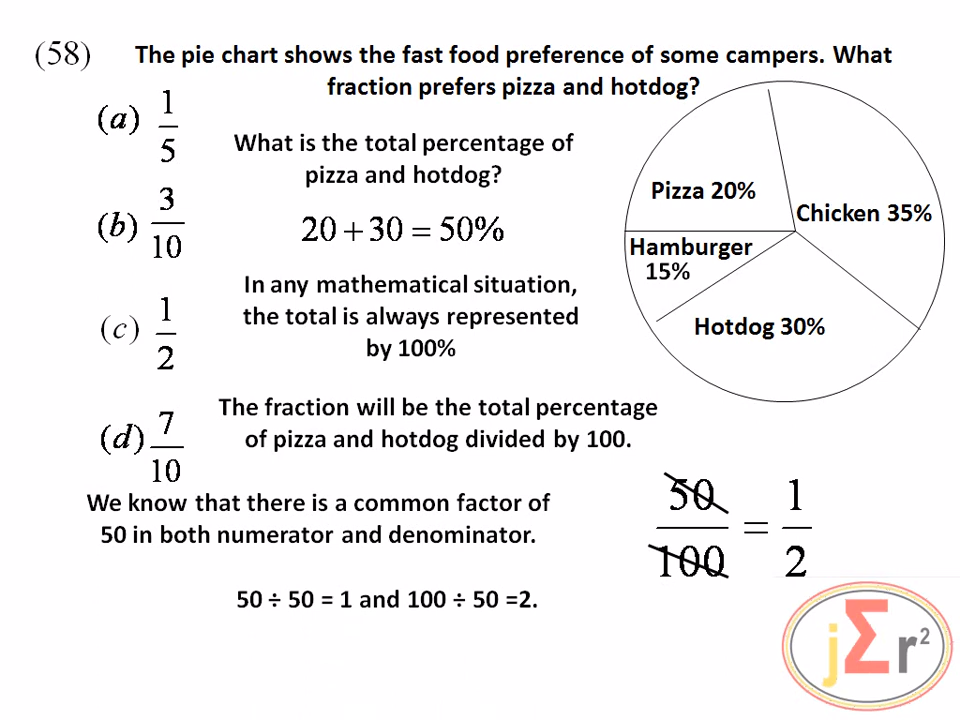 (58) The pie chart shows the fast food preference of some campers. What
fraction prefers pizza and hotdog?
(a) 1/5
What is the total percentage of
pizza and hotdog?
(b) 3/10
20 + 30 = 50%
In any mathematical situation,
the total is always represented
by 100%
(c) 1/2
The fraction will be the total percentage
of pizza and hotdog divided by 100.
(d) 7/10
We know that there is a common factor of
50 in both numerator and denominator.
50 ÷ 50 = 1 and 100 ÷ 50 =2.
Pizza 20%
Chicken 35%
Hamburger
15%
Hotdog 30%
50/100 = 1/2
jΣr²